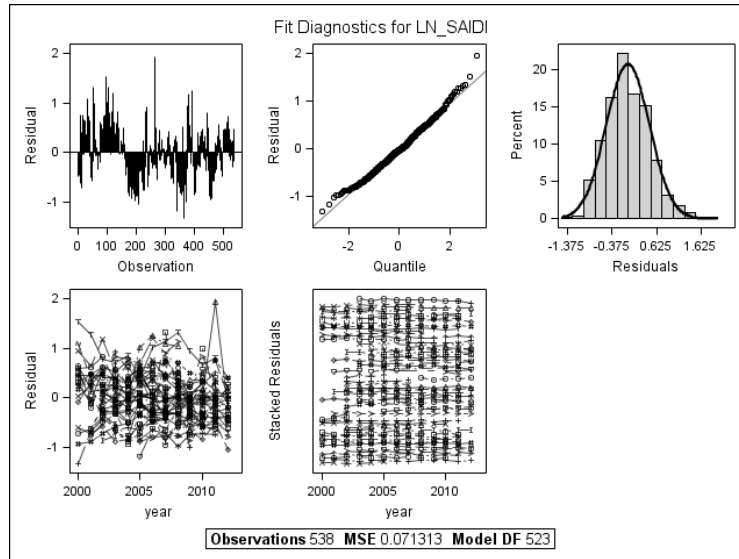 Fit Diagnostics for LN_SAIDI
2
1
0
-1
Residual
0 100 200 300 400 500
Observation
2
1
0
-1
Residual
-2 0 2
Quantile
20
15
10
5
0
Percent
-1.375 -0.375 0.625 1.625
Residuals
2
1
0
-1
Residual
2000 2005 2010
year
Stacked Residuals
2000 2005 2010
year
Observations 538 MSE 0.071313 Model DF 523